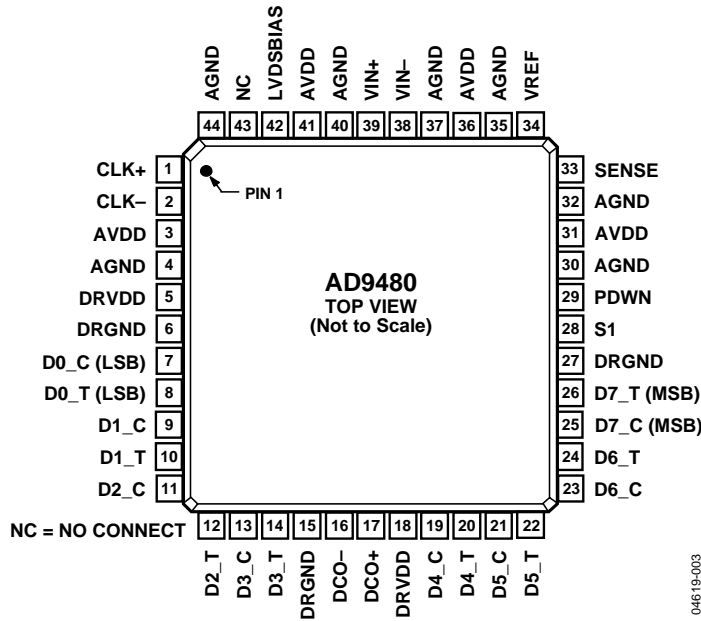 AGND
NC
LVDSBIAS
AVDD
AGND
VIN+
VIN–
AGND
AVDD
AGND
VREF
44 43 42 41 40 39 38 37 36 35 34
CLK+ 1
CLK– 2
AVDD 3
AGND 4
DRVDD 5
DRGND 6
D0_C (LSB) 7
D0_T (LSB) 8
D1_C 9
D1_T 10
D2_C 11
PIN 1
AD9480
TOP VIEW
(Not to Scale)
33 SENSE
32 AGND
31 AVDD
30 AGND
29 PDWN
28 S1
27 DRGND
26 D7_T (MSB)
25 D7_C (MSB)
24 D6_T
23 D6_C
NC = NO CONNECT
12 13 14 15 16 17 18 19 20 21 22
D2_T
D3_C
D3_T
DRGND
DCO–
DCO+
DRVDD
D4_C
D4_T
D5_C
D5_T
04619-003